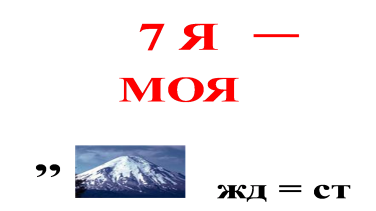 7 Я —
МОЯ
,, жд = ст